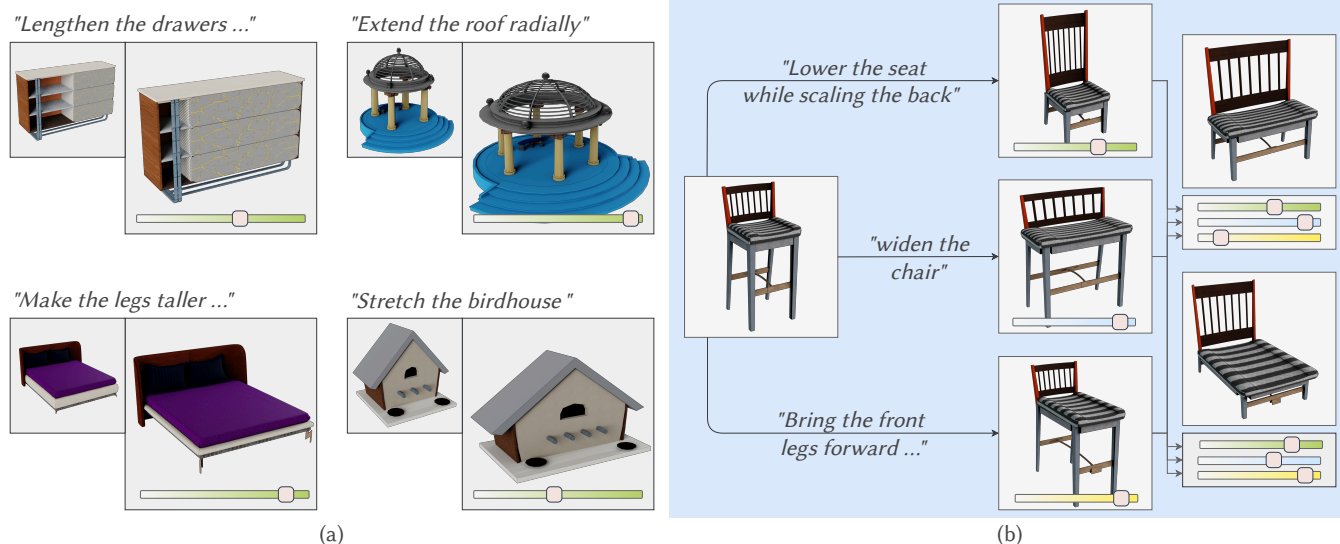 "Lengthen the drawers ..."
"Extend the roof radially"
"Make the legs taller ..."
"Stretch the birdhouse "
(a)
"Lower the seat
while scaling the back"
"widen the
chair"
"Bring the front
legs forward ..."
(b)